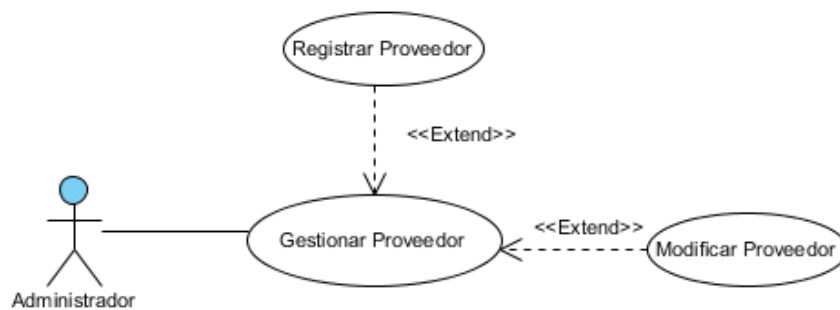 Registrar Proveedor
<<Extend>>
<<Extend>>
Gestionar Proveedor
Modificar Proveedor
Administrador